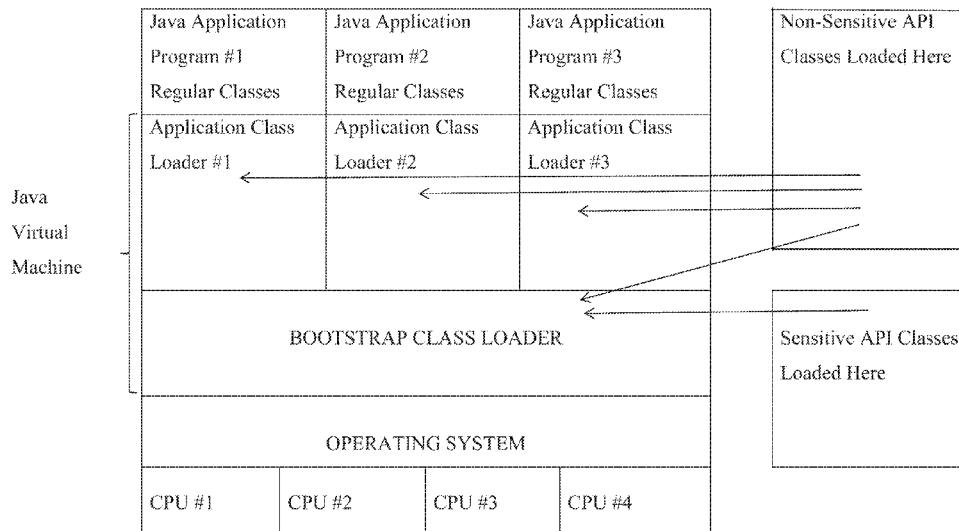 Java Application
Program #1
Regular Classes
Java Application
Program #2
Regular Classes
Java Application
Program #3
Regular Classes
Non-Sensitive API
Classes Loaded Here
Application Class
Loader #1
Application Class
Loader #2
Application Class
Loader #3
Java
Virtual
Machine
BOOTSTRAP CLASS LOADER
Sensitive API Classes
Loaded Here
OPERATING SYSTEM
CPU #1
CPU #2
CPU #3
CPU #4